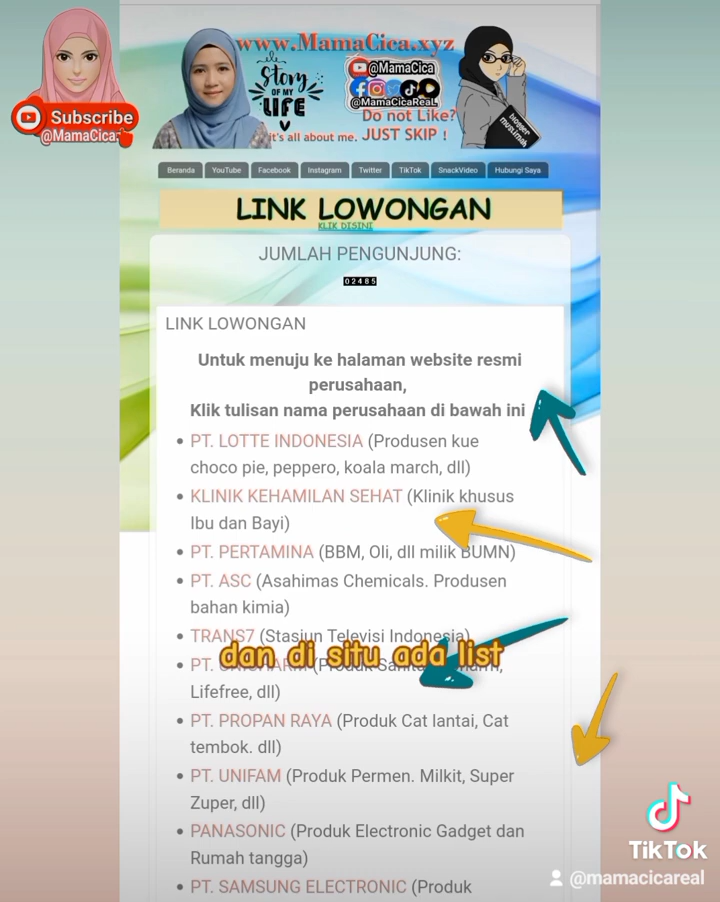 www.MamaCica.xyz
Story
OF MY
LIFE
@MamaCica
@MamaCicaReaL
Do not Like?
it's all about me. JUST SKIP !
blogger
muslimah
Subscribe
@MamaCica
Beranda YouTube Facebook Instagram Twitter TikTok SnackVideo Hubungi Saya
LINK LOWONGAN
KLIK DISINI
JUMLAH PENGUNJUNG:
02485
LINK LOWONGAN
Untuk menuju ke halaman website resmi
perusahaan,
Klik tulisan nama perusahaan di bawah ini
• PT. LOTTE INDONESIA (Produsen kue
choco pie, peppero, koala march, dll)
• KLINIK KEHAMILAN SEHAT (Klinik khusus
Ibu dan Bayi)
• PT. PERTAMINA (BBM, Oli, dll milik BUMN)
• PT. ASC (Asahimas Chemicals. Produsen
bahan kimia)
• TRANS7 (Stasiun Televisi Indonesia)
dan di situ ada list
• PT. (Produk
Lifefree, dll)
• PT. PROPAN RAYA (Produk Cat lantai, Cat
tembok. dll)
• PT. UNIFAM (Produk Permen. Milkit, Super
Zuper, dll)
• PANASONIC (Produk Electronic Gadget dan
Rumah tangga)
• PT. SAMSUNG ELECTRONIC (Produk
TikTok
@mamacicareal